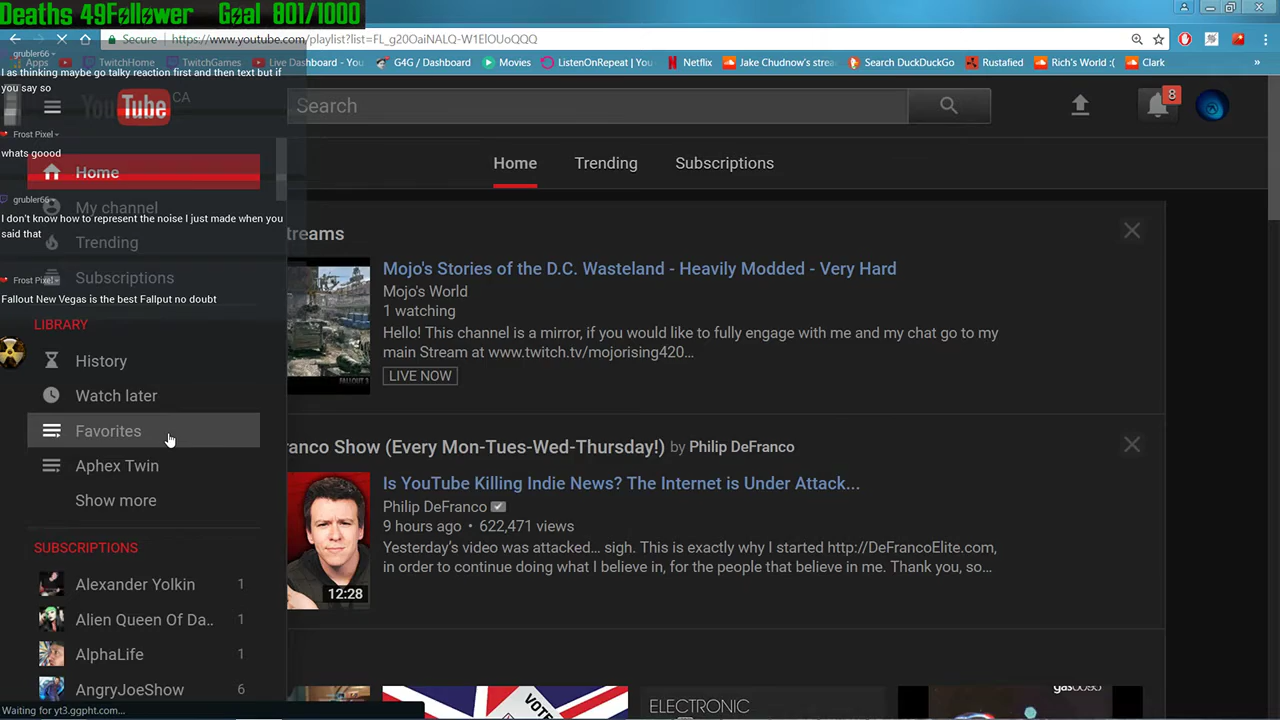 Deaths 49Follower Goal 801/1000
Secure https://www.youtube.com/playlist?list=FL_g20OaiNALQ-W1ElOUoQQQ
Apps TwitchHome TwitchGames Live Dashboard - You G4G / Dashboard Movies ListenOnRepeat | You Netflix Jake Chudnow's strea Search DuckDuckGo Rustafied Rich's World :( Clark »
grubler66
I as thinking maybe go talky reaction first and then text but if
you say so
YouTube CA
Search
8
Frost Pixel
whats goood
Home
Home Trending Subscriptions
My channel
grubler66
I don't know how to represent the noise I just made when you
said that
Trending
Subscriptions
Frost Pixel
Fallout New Vegas is the best Fallput no doubt
LIBRARY
History
Watch later
Favorites
Aphex Twin
Show more
SUBSCRIPTIONS
Alexander Yolkin 1
Alien Queen Of Da.. 1
AlphaLife 1
AngryJoeShow 6
Waiting for yt3.ggpht.com...
treams
Mojo's Stories of the D.C. Wasteland - Heavily Modded - Very Hard
Mojo's World
1 watching
Hello! This channel is a mirror, if you would like to fully engage with me and my chat go to my
main Stream at www.twitch.tv/mojorising420...
LIVE NOW
FALLOUT 3
ranco Show (Every Mon-Tues-Wed-Thursday!) by Philip DeFranco
Is YouTube Killing Indie News? The Internet is Under Attack...
Philip DeFranco
9 hours ago • 622,471 views
Yesterday's video was attacked... sigh. This is exactly why I started http://DeFrancoElite.com,
in order to continue doing what I believe in, for the people that believe in me. Thank you, so...
12:28
VOTE
ELECTRONIC